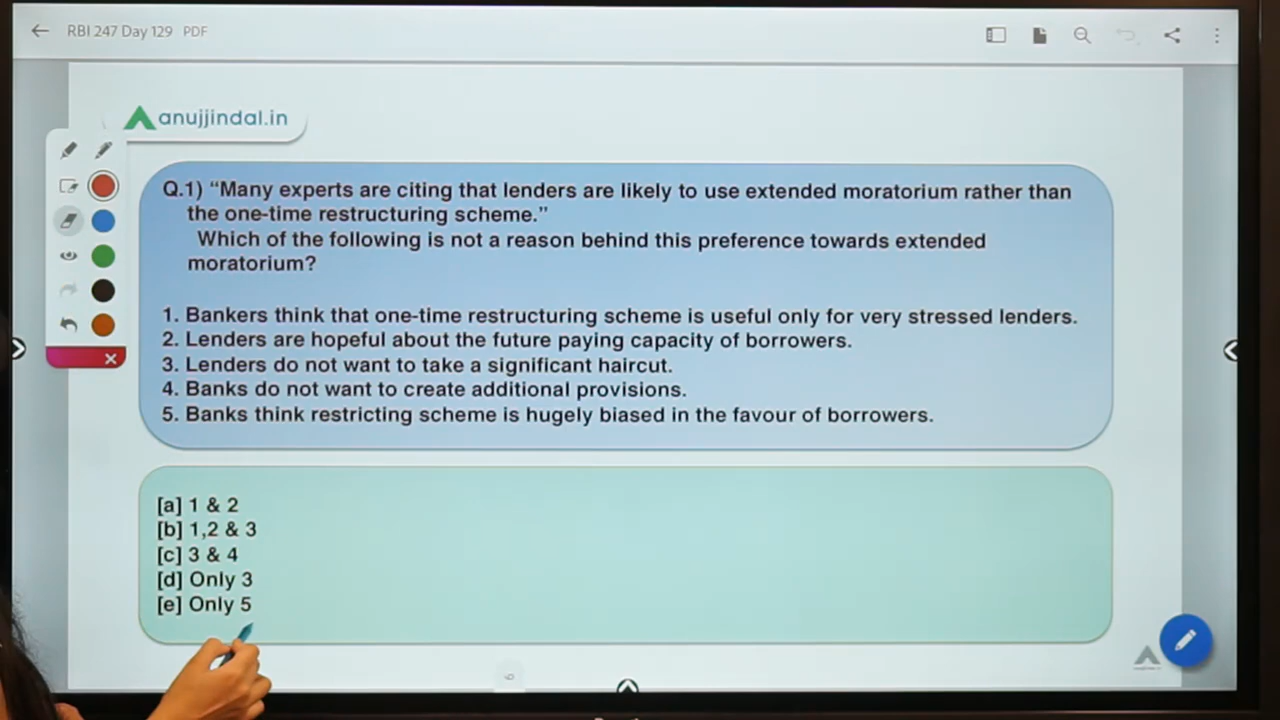 RBI 247 Day 129 PDF
anujjindal.in
Q.1) “Many experts are citing that lenders are likely to use extended moratorium rather than
the one-time restructuring scheme.”
Which of the following is not a reason behind this preference towards extended
moratorium?
1. Bankers think that one-time restructuring scheme is useful only for very stressed lenders.
2. Lenders are hopeful about the future paying capacity of borrowers.
3. Lenders do not want to take a significant haircut.
4. Banks do not want to create additional provisions.
5. Banks think restricting scheme is hugely biased in the favour of borrowers.
[a] 1 & 2
[b] 1,2 & 3
[c] 3 & 4
[d] Only 3
[e] Only 5